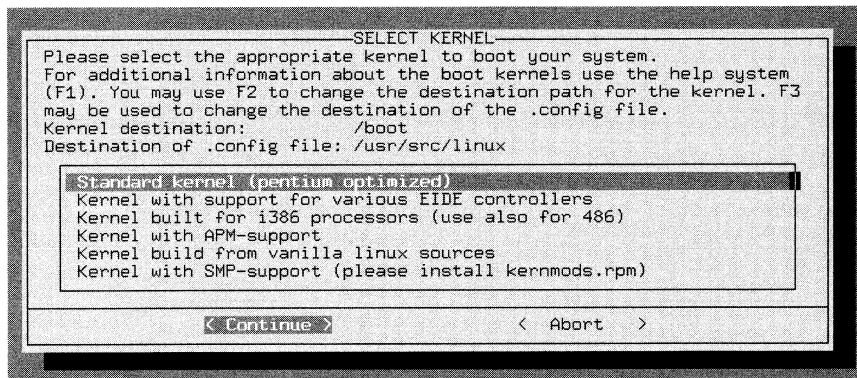 SELECT KERNEL
Please select the appropriate kernel to boot your system.
For additional information about the boot kernels use the help system
(F1). You may use F2 to change the destination path for the kernel. F3
may be used to change the destination of the .config file.
Kernel destination: /boot
Destination of .config file: /usr/src/linux
Standard kernel (pentium optimized)
Kernel with support for various EIDE controllers
Kernel built for i386 processors (use also for 486)
Kernel with APM-support
Kernel build from vanilla linux sources
Kernel with SMP-support (please install kernmods.rpm)
< Continue > < Abort >